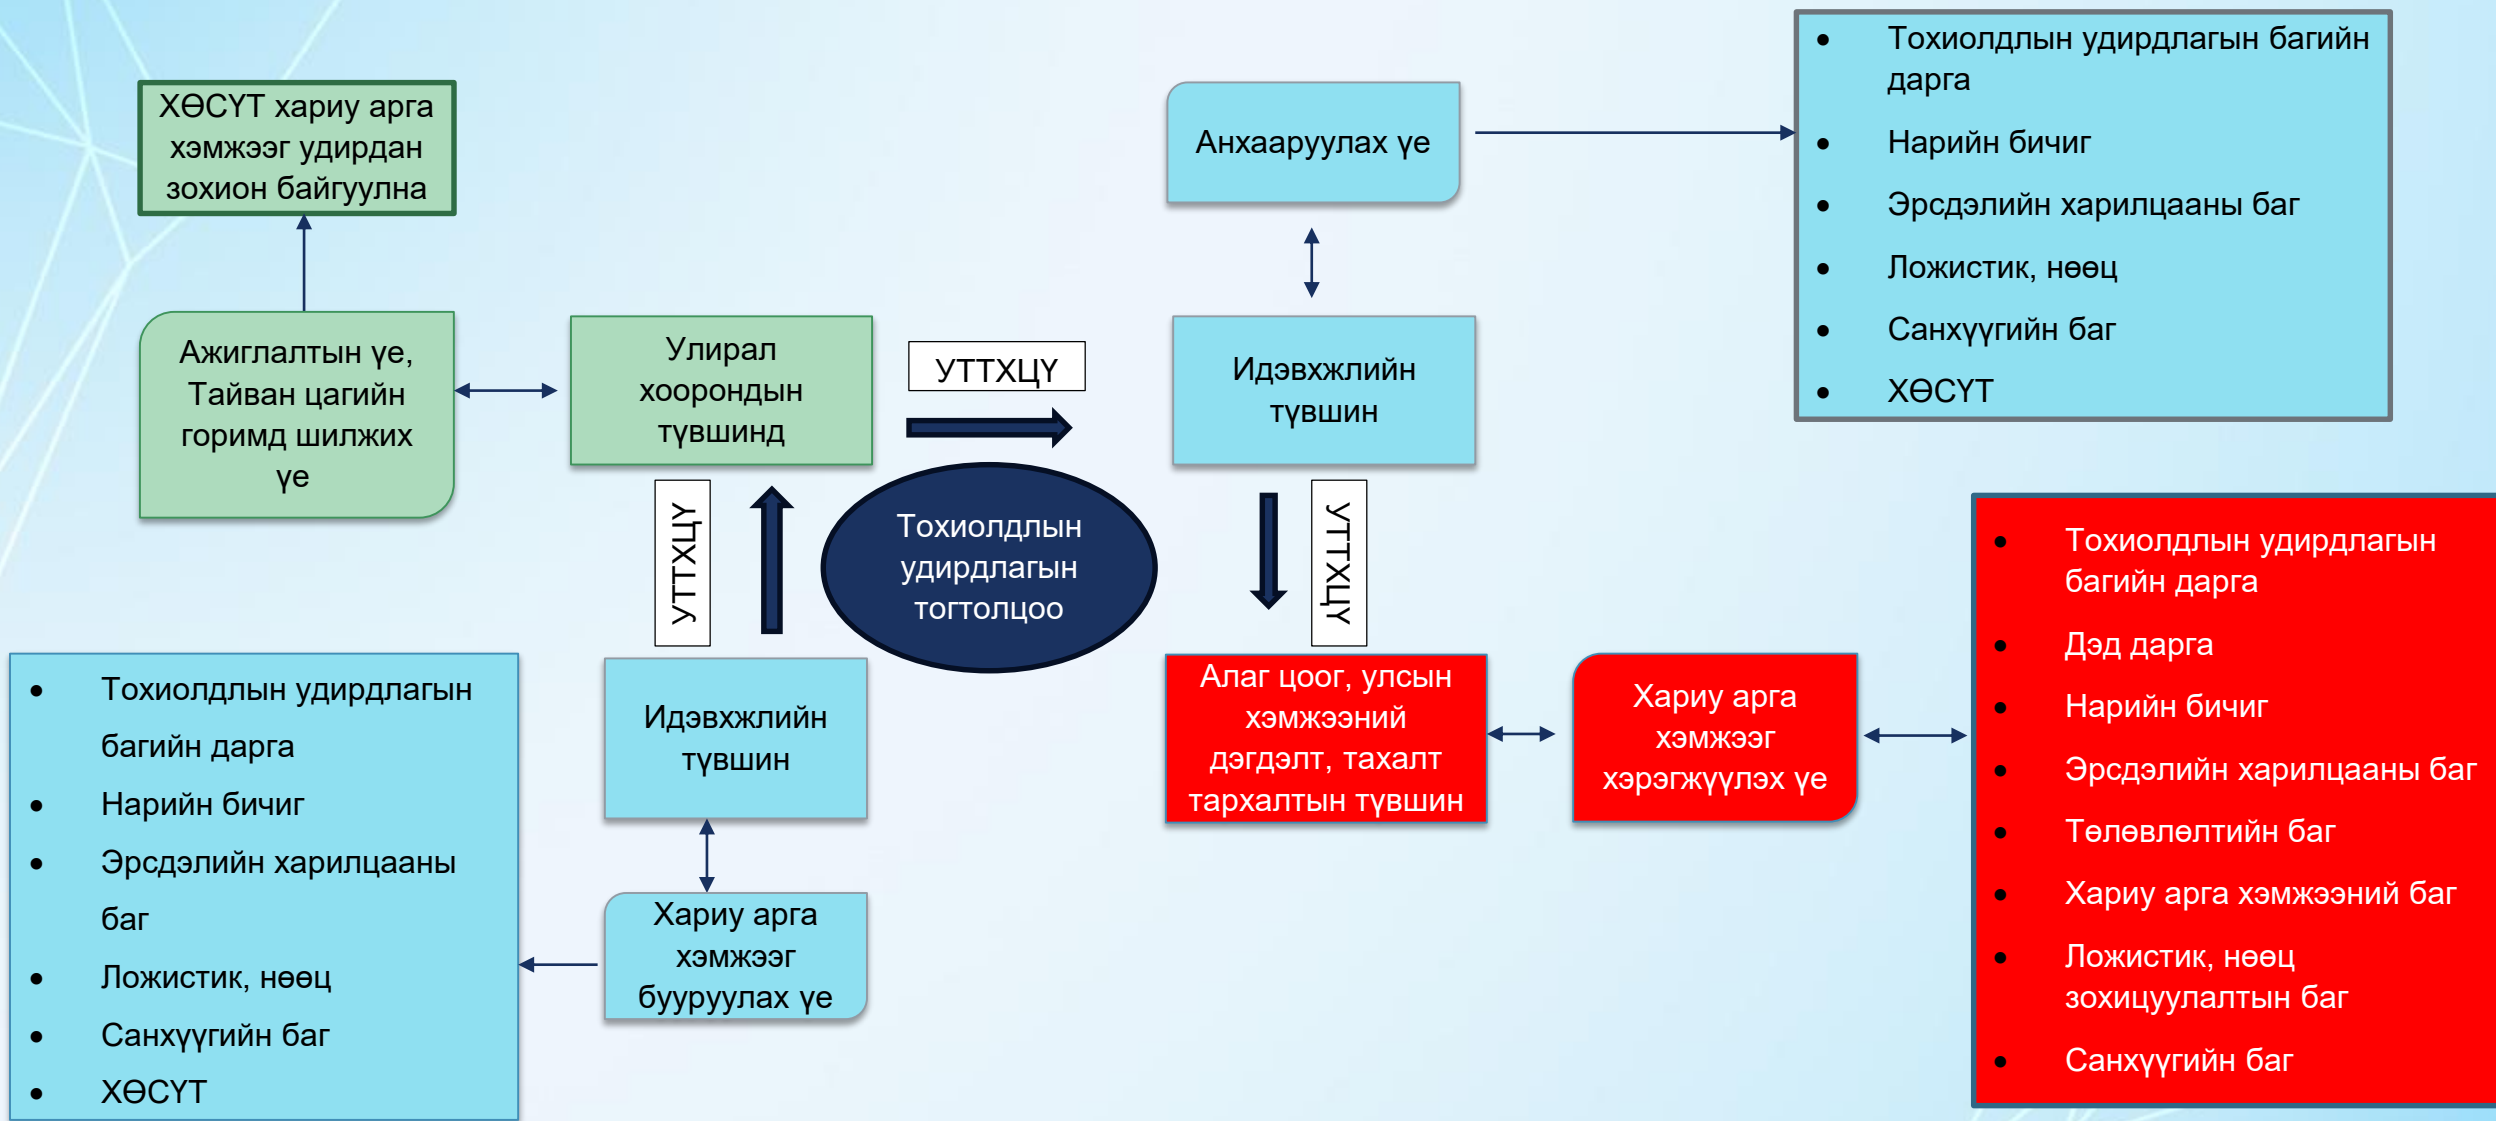 ХӨСҮТ хариу арга
хэмжээг удирдан
зохион байгуулна
Анхааруулах үе
• Тохиолдлын удирдлагын багийн
дарга
• Нарийн бичиг
• Эрсдэлийн харилцааны баг
• Ложистик, нөөц
• Санхүүгийн баг
• ХӨСҮТ
Ажиглалтын үе,
Тайван цагийн
горимд шилжих
үе
Улирал
хоорондын
түвшинд
УТТХЦҮ
Идэвхжлийн
түвшин
УТТХЦҮ
Тохиолдлын
удирдлагын
тогтолцоо
УТТХЦҮ
• Тохиолдлын удирдлагын
багийн дарга
• Нарийн бичиг
• Эрсдэлийн харилцааны
баг
• Ложистик, нөөц
• Санхүүгийн баг
• ХӨСҮТ
Идэвхжлийн
түвшин
Хариу арга
хэмжээг
бууруулах үе
Алаг цоог, улсын
хэмжээний
дэгдэлт, тахалт
тархалтын түвшин
Хариу арга
хэмжээг
хэрэгжүүлэх үе
• Тохиолдлын удирдлагын
багийн дарга
• Дэд дарга
• Нарийн бичиг
• Эрсдэлийн харилцааны баг
• Төлөвлөлтийн баг
• Хариу арга хэмжээний баг
• Ложистик, нөөц
зохицуулалтын баг
• Санхүүгийн баг